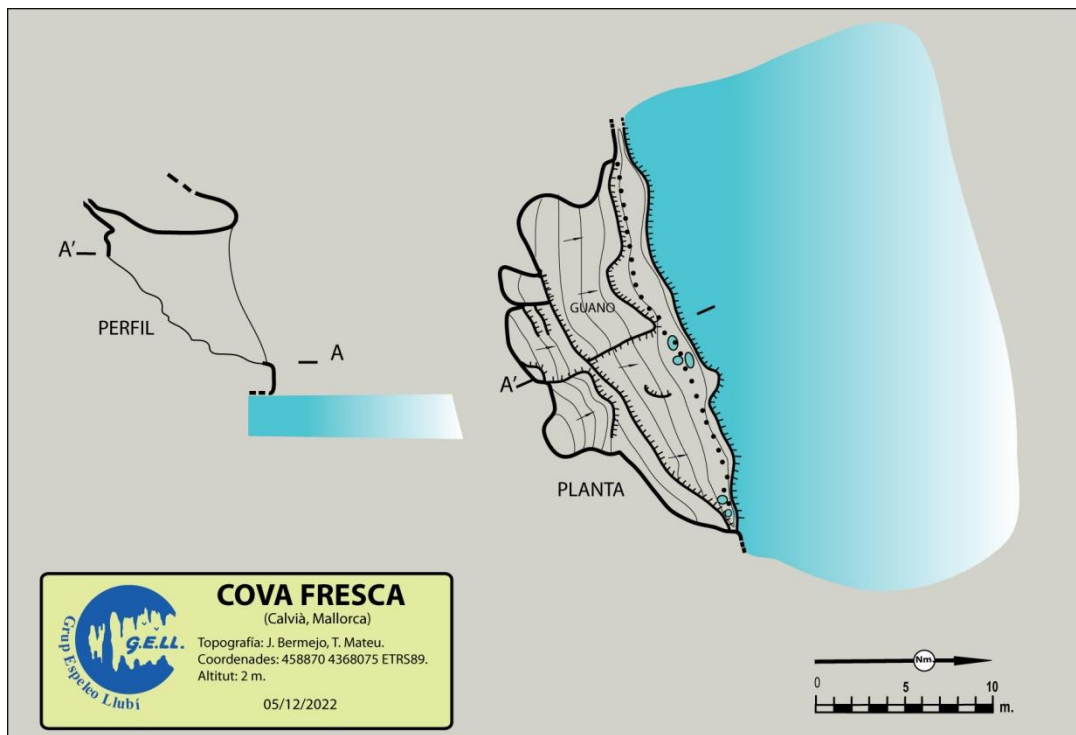 A'
PERFIL
A
GUANO
A'
PLANTA
COVA FRESCA
(Calvià, Mallorca)
G.E.LL.
Grup Espeleo Llubí
Topografía: J. Bermejo, T. Mateu.
Coordenades: 458870 4368075 ETRS89.
Altitut: 2 m.
05/12/2022
Nm
0 5 10 m.